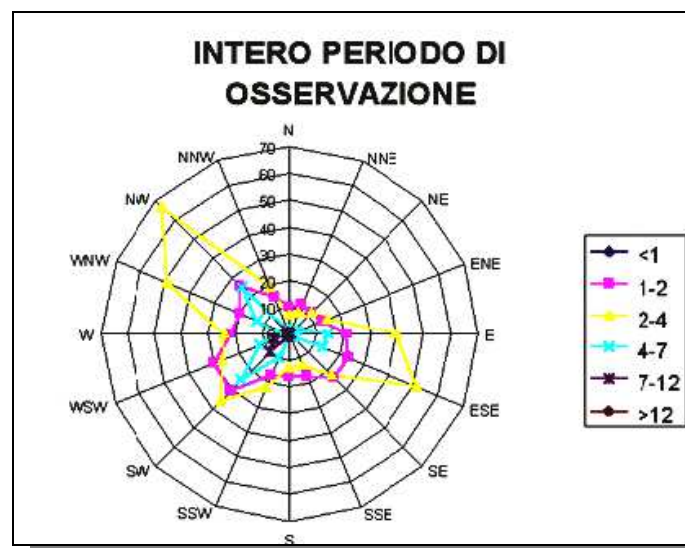 INTERO PERIODO DI
OSSERVAZIONE
N
NNE
NE
ENE
E
ESE
SE
SSE
S
SSW
SW
WSW
W
WNW
NW
NNW
70
60
50
40
30
20
10
0
<1
1-2
2-4
4-7
7-12
>12